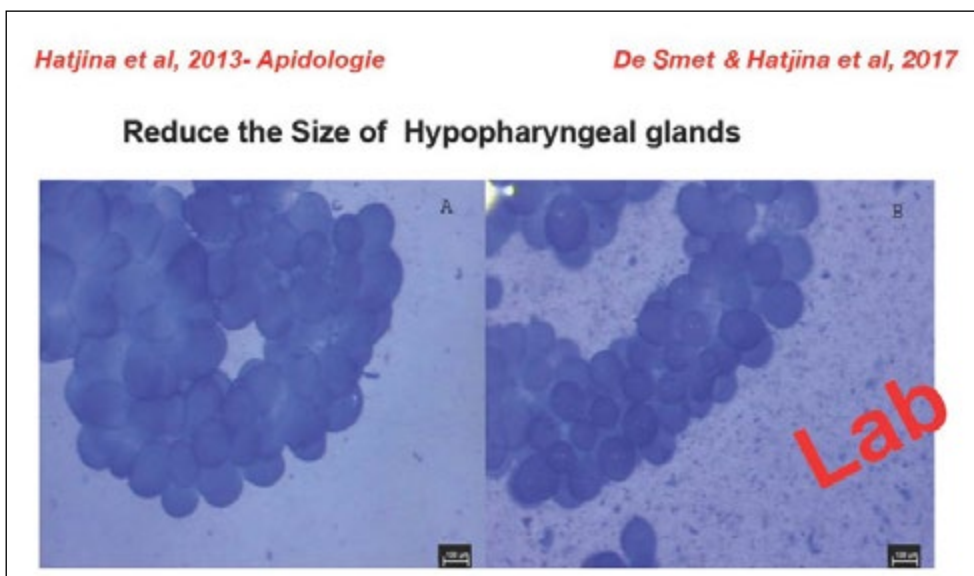 Hatjina et al, 2013- Apidologie
De Smet & Hatjina et al, 2017
Reduce the Size of Hypopharyngeal glands
A
B
Lab